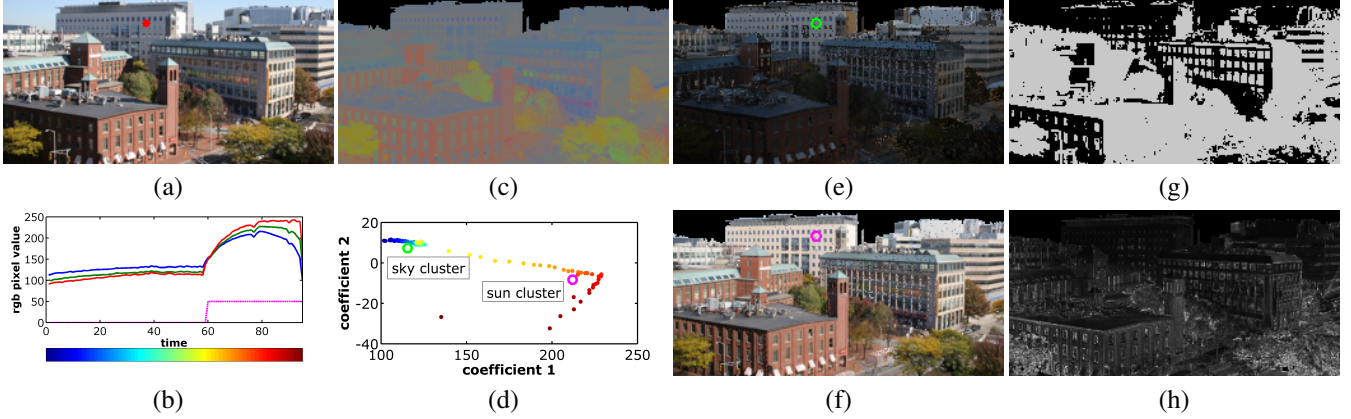 (a)
(c)
(e)
(g)
250
200
150
100
50
0
0 20 40 60 80
rgb pixel value
time
(b)
20
0
-20
-40
100 150 200 250
coefficient 2
sky cluster
sun cluster
coefficient 1
(d)
(f)
(h)